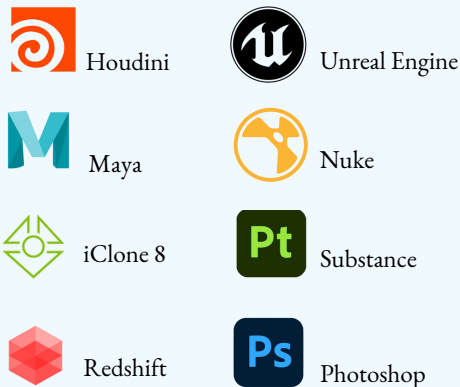 Houdini
Unreal Engine
Maya
Nuke
iClone 8
Pt
Substance
Redshift
Ps
Photoshop